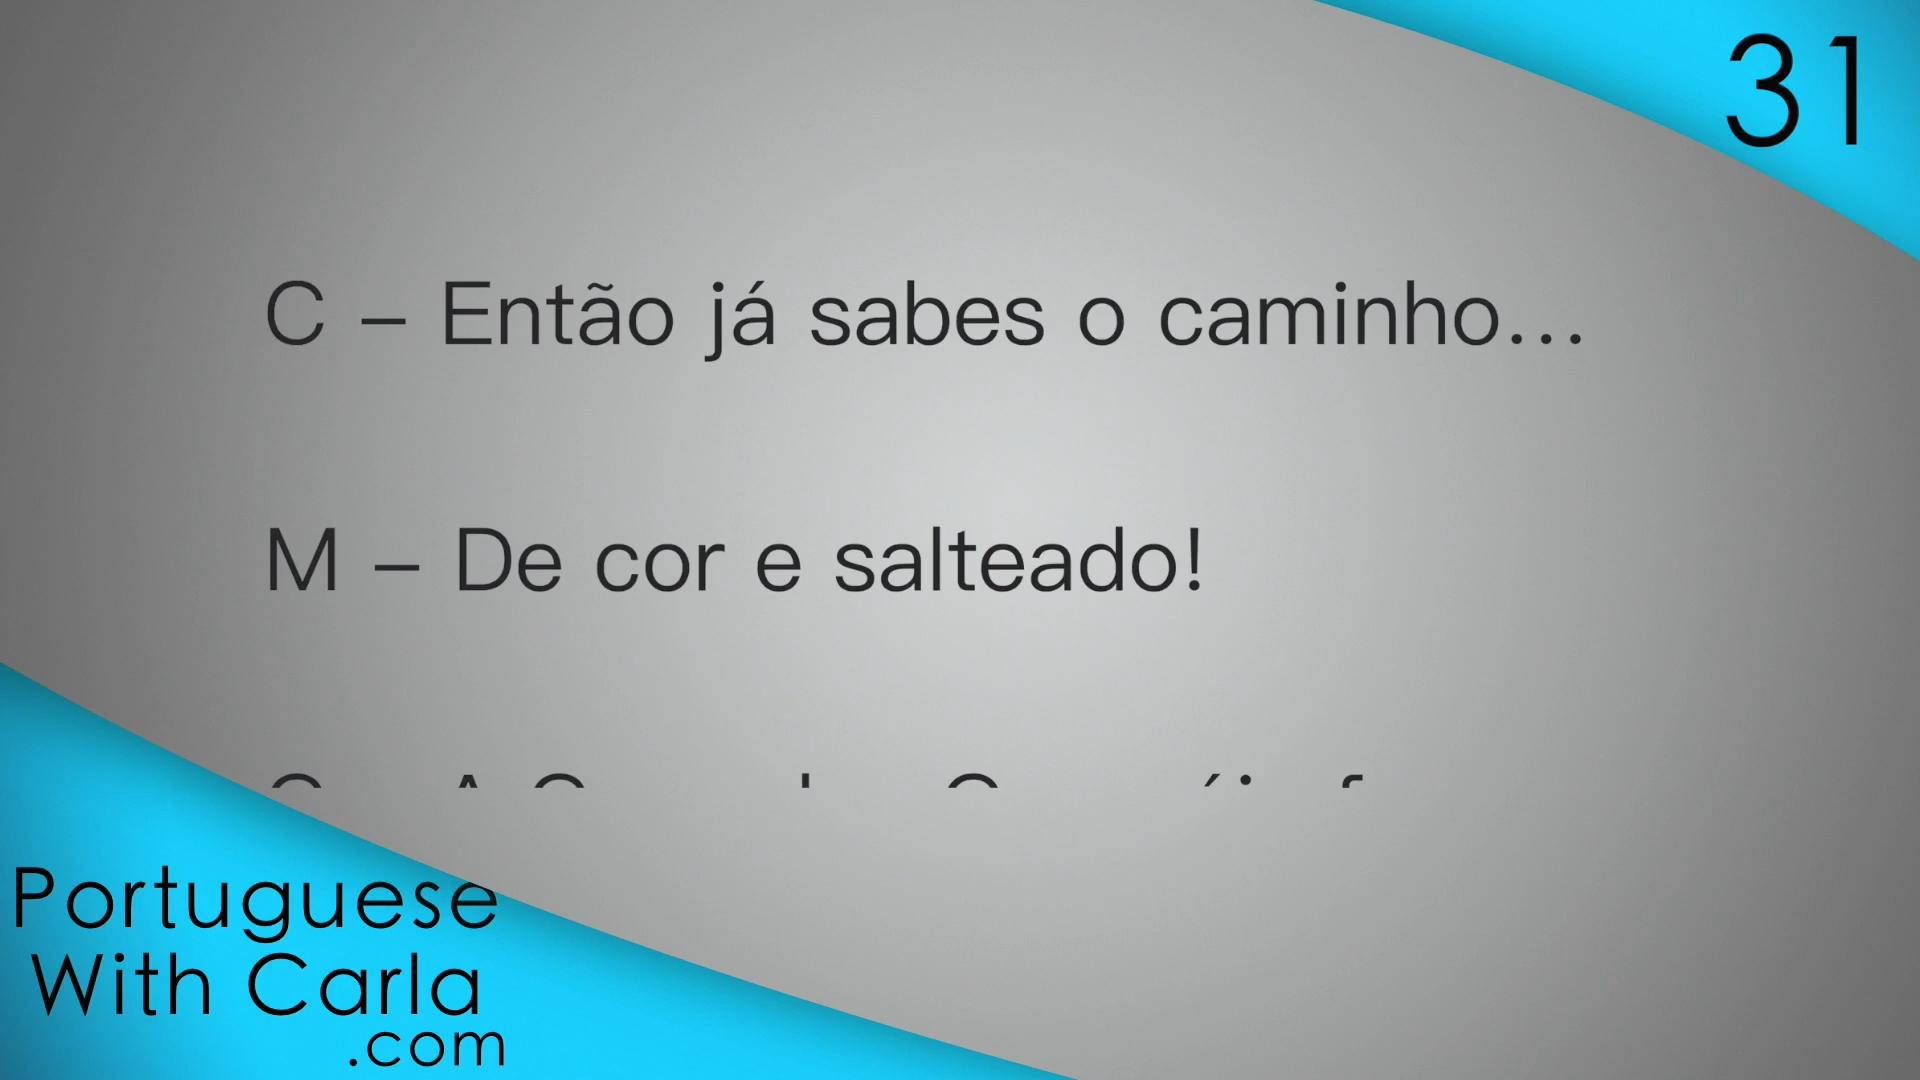 31
C – Então já sabes o caminho...
M – De cor e salteado!
Portuguese
With Carla
.com